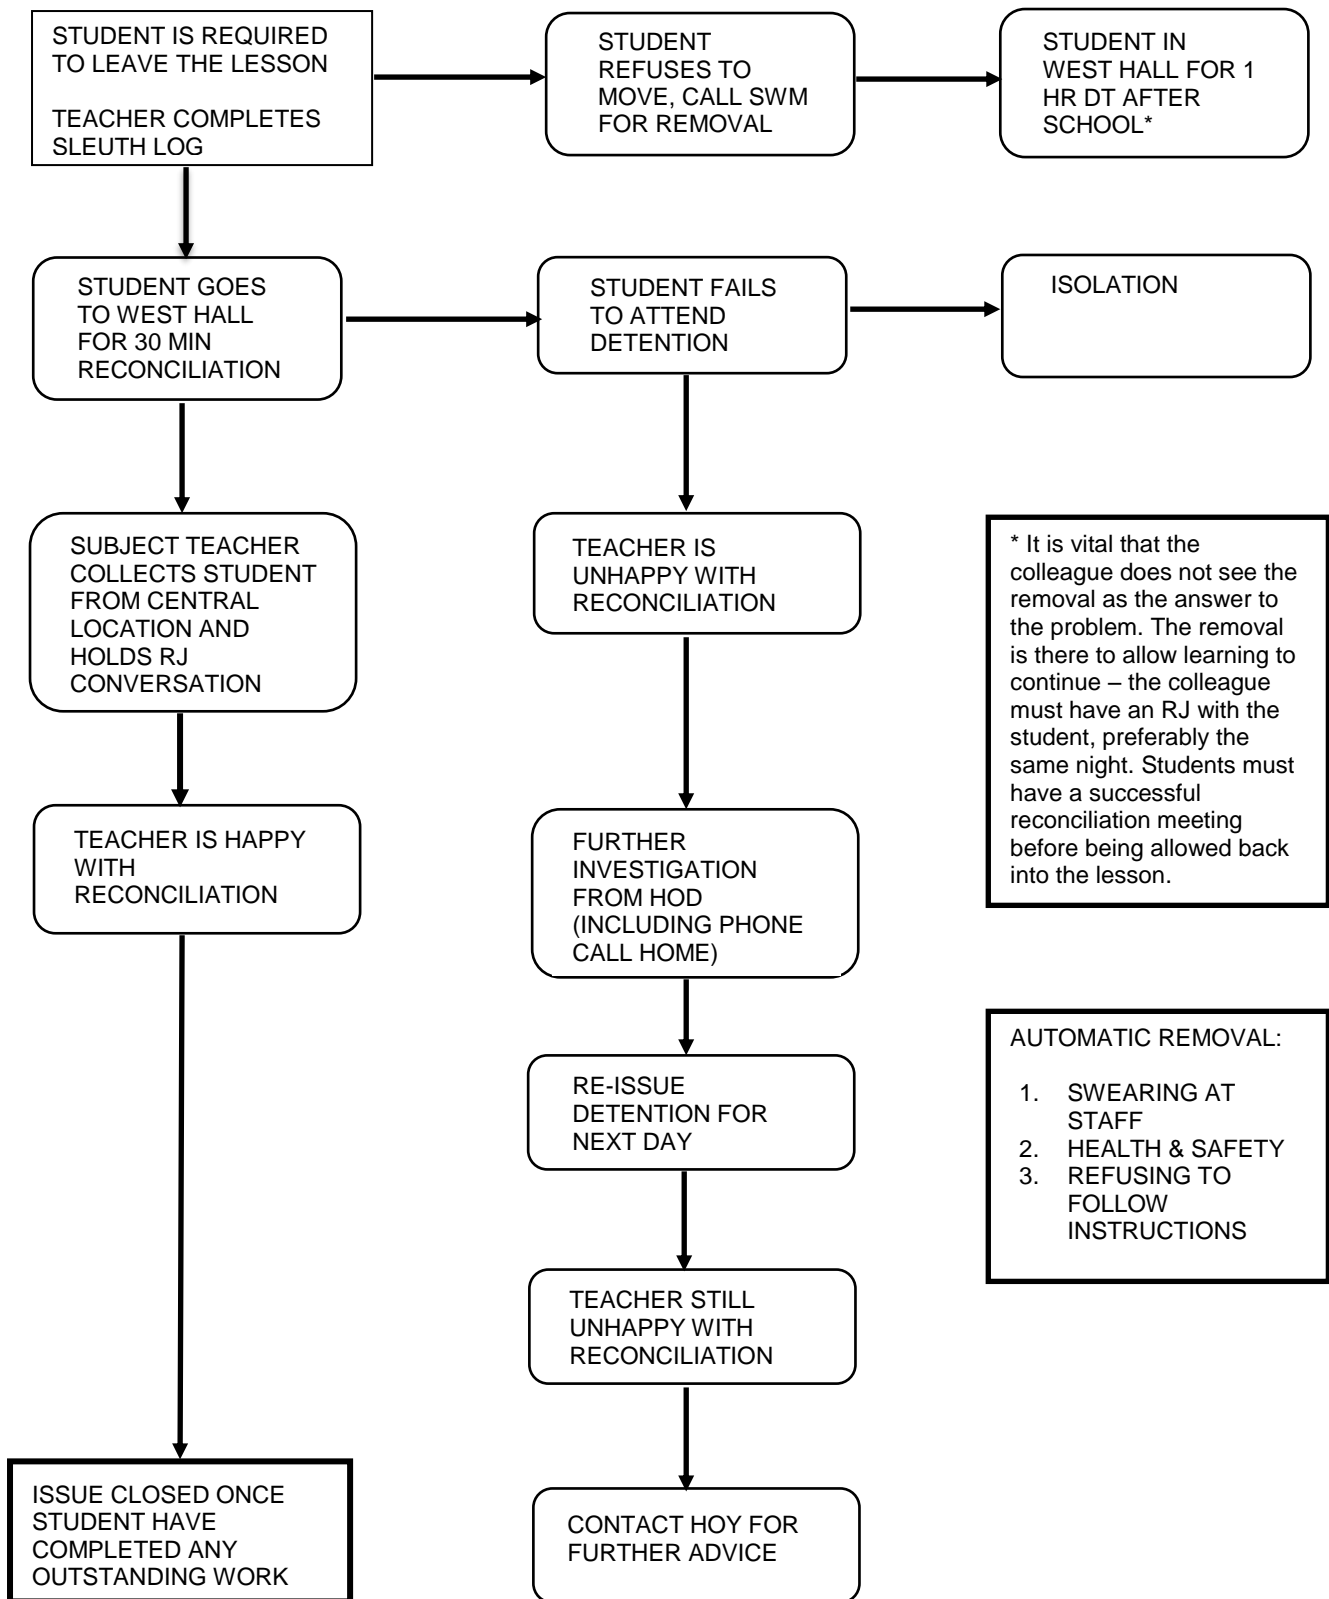 STUDENT IS REQUIRED
TO LEAVE THE LESSON
TEACHER COMPLETES
SLEUTH LOG
STUDENT
REFUSES TO
MOVE, CALL SWM
FOR REMOVAL
STUDENT IN
WEST HALL FOR 1
HR DT AFTER
SCHOOL*
STUDENT GOES
TO WEST HALL
FOR 30 MIN
RECONCILIATION
STUDENT FAILS
TO ATTEND
DETENTION
ISOLATION
SUBJECT TEACHER
COLLECTS STUDENT
FROM CENTRAL
LOCATION AND
HOLDS RJ
CONVERSATION
TEACHER IS
UNHAPPY WITH
RECONCILIATION
* It is vital that the
colleague does not see the
removal as the answer to
the problem. The removal
is there to allow learning to
continue – the colleague
must have an RJ with the
student, preferably the
same night. Students must
have a successful
reconciliation meeting
before being allowed back
into the lesson.
TEACHER IS HAPPY
WITH
RECONCILIATION
FURTHER
INVESTIGATION
FROM HOD
(INCLUDING PHONE
CALL HOME)
AUTOMATIC REMOVAL:
1. SWEARING AT
STAFF
2. HEALTH & SAFETY
3. REFUSING TO
FOLLOW
INSTRUCTIONS
RE-ISSUE
DETENTION FOR
NEXT DAY
TEACHER STILL
UNHAPPY WITH
RECONCILIATION
ISSUE CLOSED ONCE
STUDENT HAVE
COMPLETED ANY
OUTSTANDING WORK
CONTACT HOY FOR
FURTHER ADVICE